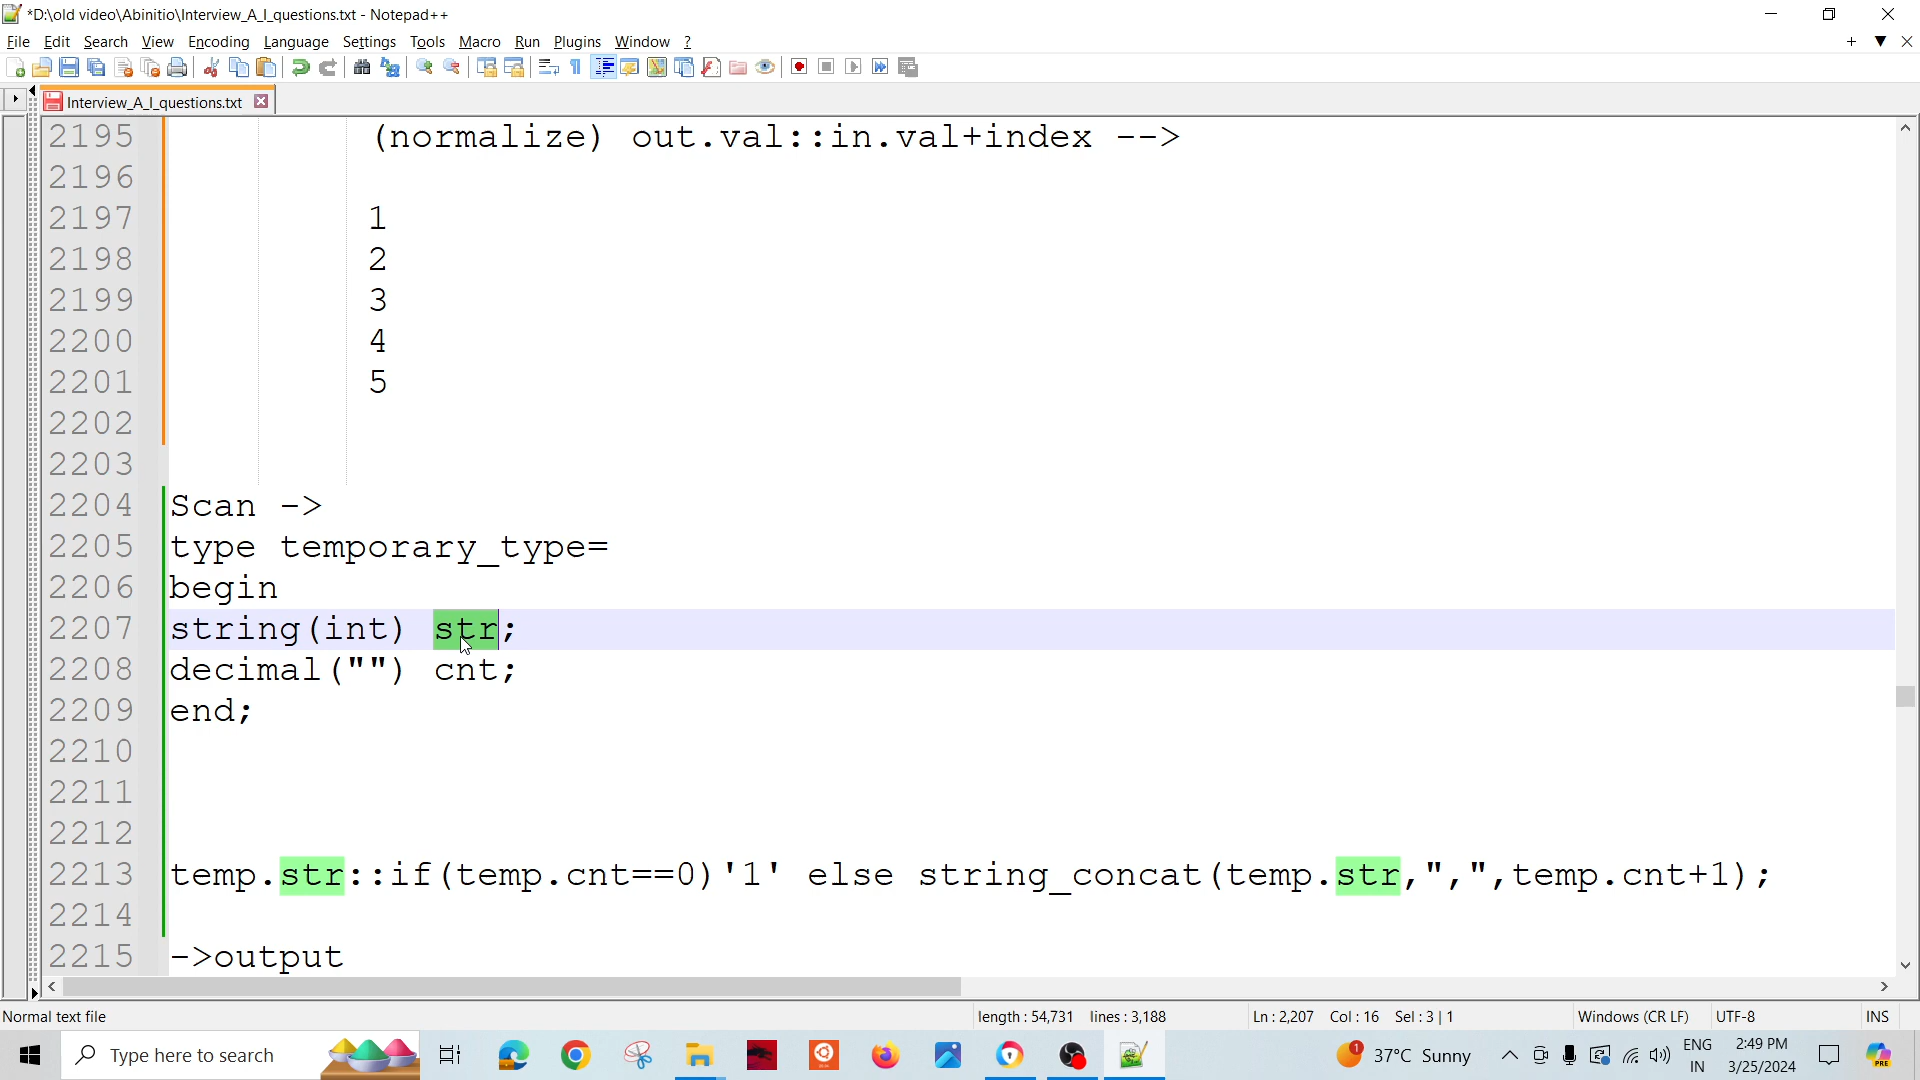 *D:\old video\Abinitio\Interview_A_I_questions.txt - Notepad++
File Edit Search View Encoding Language Settings Tools Macro Run Plugins Window ?
Interview_A_I_questions.txt
2195 (normalize) out.val::in.val+index -->
2196
2197 1
2198 2
2199 3
2200 4
2201 5
2202
2203
2204 Scan ->
2205 type temporary_type=
2206 begin
2207 string(int) str;
2208 decimal("") cnt;
2209 end;
2210
2211
2212
2213 temp.str::if(temp.cnt==0)'1' else string_concat(temp.str,",",temp.cnt+1);
2214
2215 ->output
Normal text file length : 54,731 lines : 3,188 Ln : 2,207 Col : 16 Sel : 3 | 1 Windows (CR LF) UTF-8 INS
Type here to search 1 37°C Sunny ENG IN 2:49 PM 3/25/2024 PRE